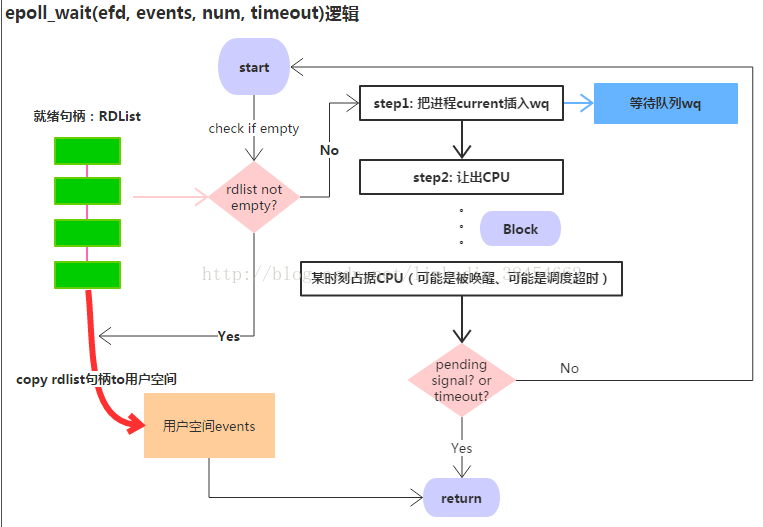 epoll_wait(efd, events, num, timeout)逻辑
start
就绪句柄：RDList
check if empty
No
step1: 把进程current插入wq
等待队列wq
rdlist not
empty?
step2: 让出CPU
Block
某时刻占据CPU（可能是被唤醒、可能是调度超时）
Yes
copy rdlist句柄to用户空间
pending
signal? or
timeout?
No
用户空间events
Yes
return